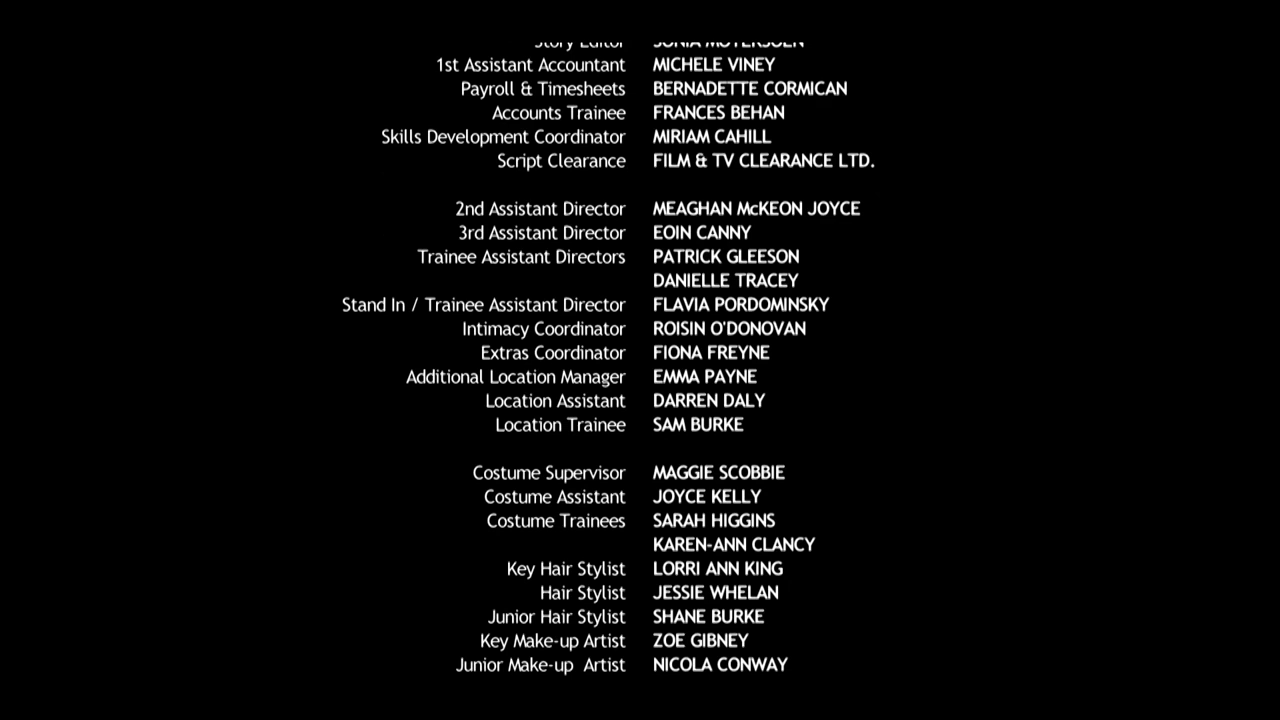 Story Editor
1st Assistant Accountant MICHELE VINEY
Payroll & Timesheets BERNADETTE CORMICAN
Accounts Trainee FRANCES BEHAN
Skills Development Coordinator MIRIAM CAHILL
Script Clearance FILM & TV CLEARANCE LTD.
2nd Assistant Director MEAGHAN McKEON JOYCE
3rd Assistant Director EOIN CANNY
Trainee Assistant Directors PATRICK GLEESON
DANIELLE TRACEY
Stand In / Trainee Assistant Director FLAVIA PORDOMINSKY
Intimacy Coordinator ROISIN O'DONOVAN
Extras Coordinator FIONA FREYNE
Additional Location Manager EMMA PAYNE
Location Assistant DARREN DALY
Location Trainee SAM BURKE
Costume Supervisor MAGGIE SCOBBIE
Costume Assistant JOYCE KELLY
Costume Trainees SARAH HIGGINS
KAREN-ANN CLANCY
Key Hair Stylist LORRI ANN KING
Hair Stylist JESSIE WHELAN
Junior Hair Stylist SHANE BURKE
Key Make-up Artist ZOE GIBNEY
Junior Make-up Artist NICOLA CONWAY